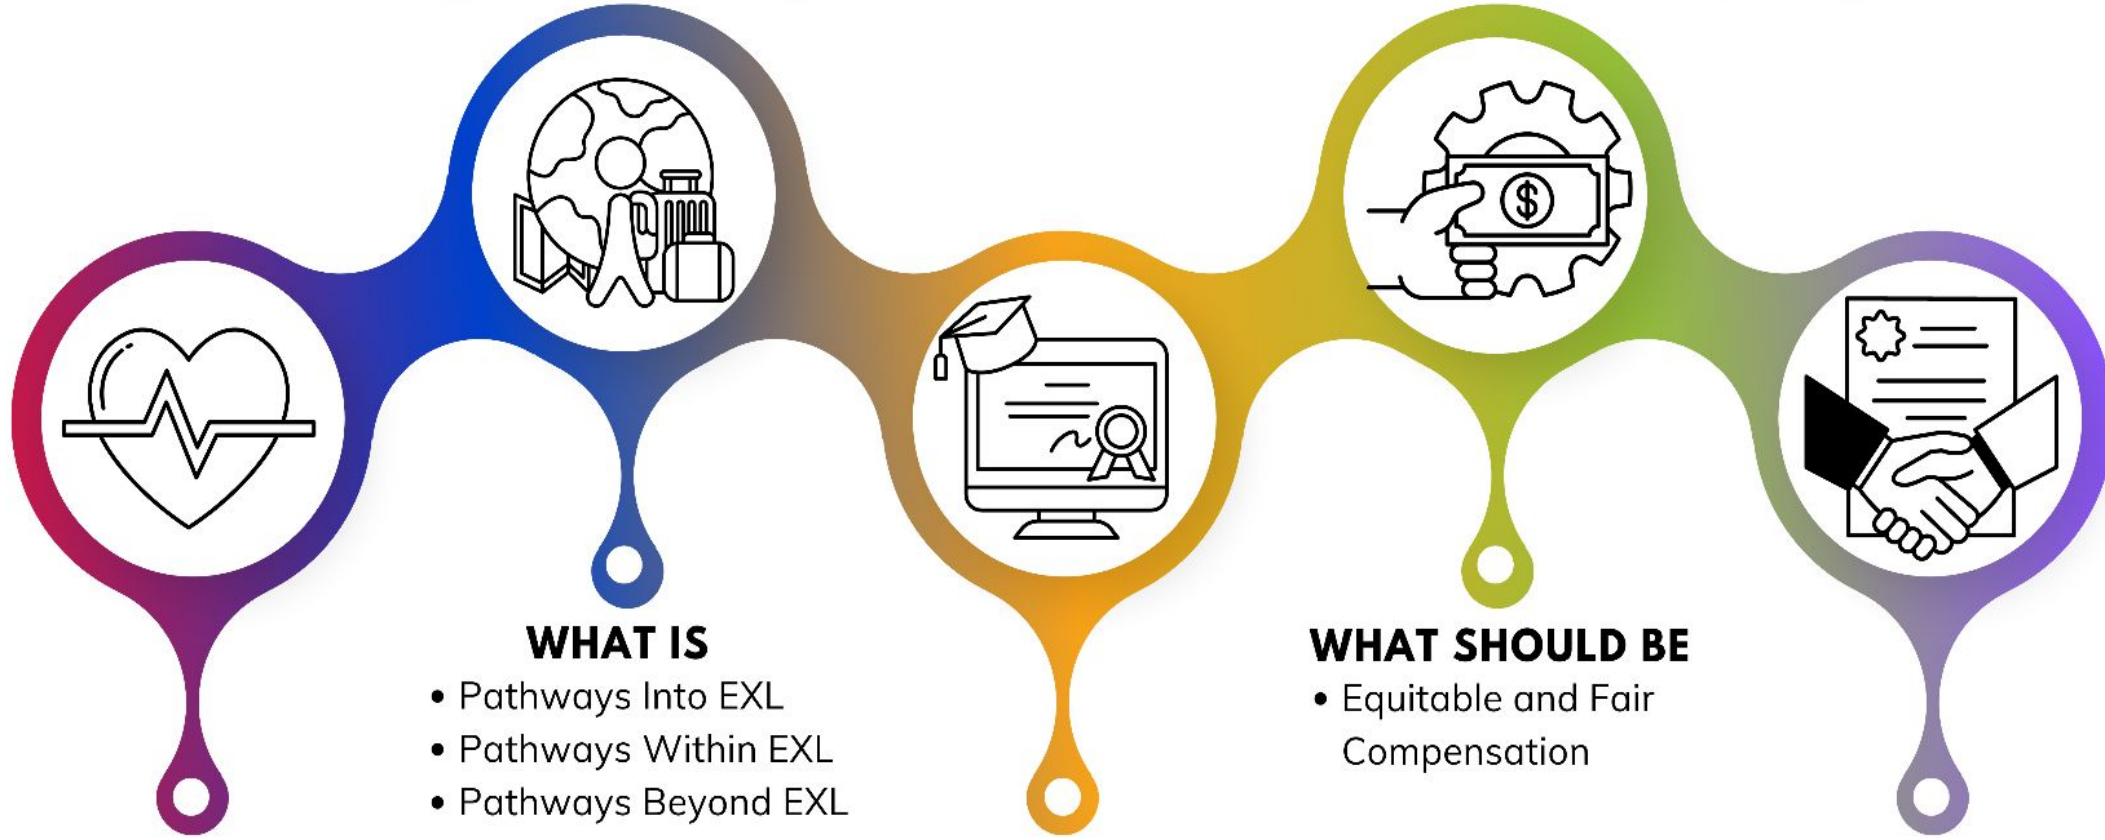 WHAT IS
• Pathways Into EXL
• Pathways Within EXL
• Pathways Beyond EXL
WHAT SHOULD BE
• Equitable and Fair
Compensation
$